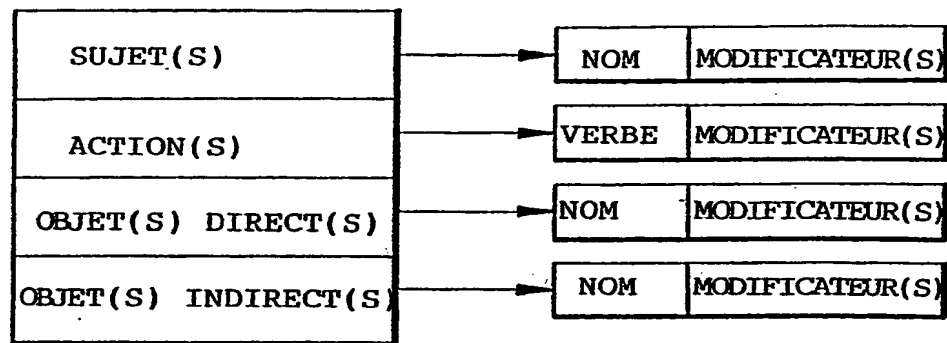 SUJET(S) NOM MODIFICATEUR(S)
ACTION(S) VERBE MODIFICATEUR(S)
OBJET(S) DIRECT(S) NOM MODIFICATEUR(S)
OBJET(S) INDIRECT(S) NOM MODIFICATEUR(S)